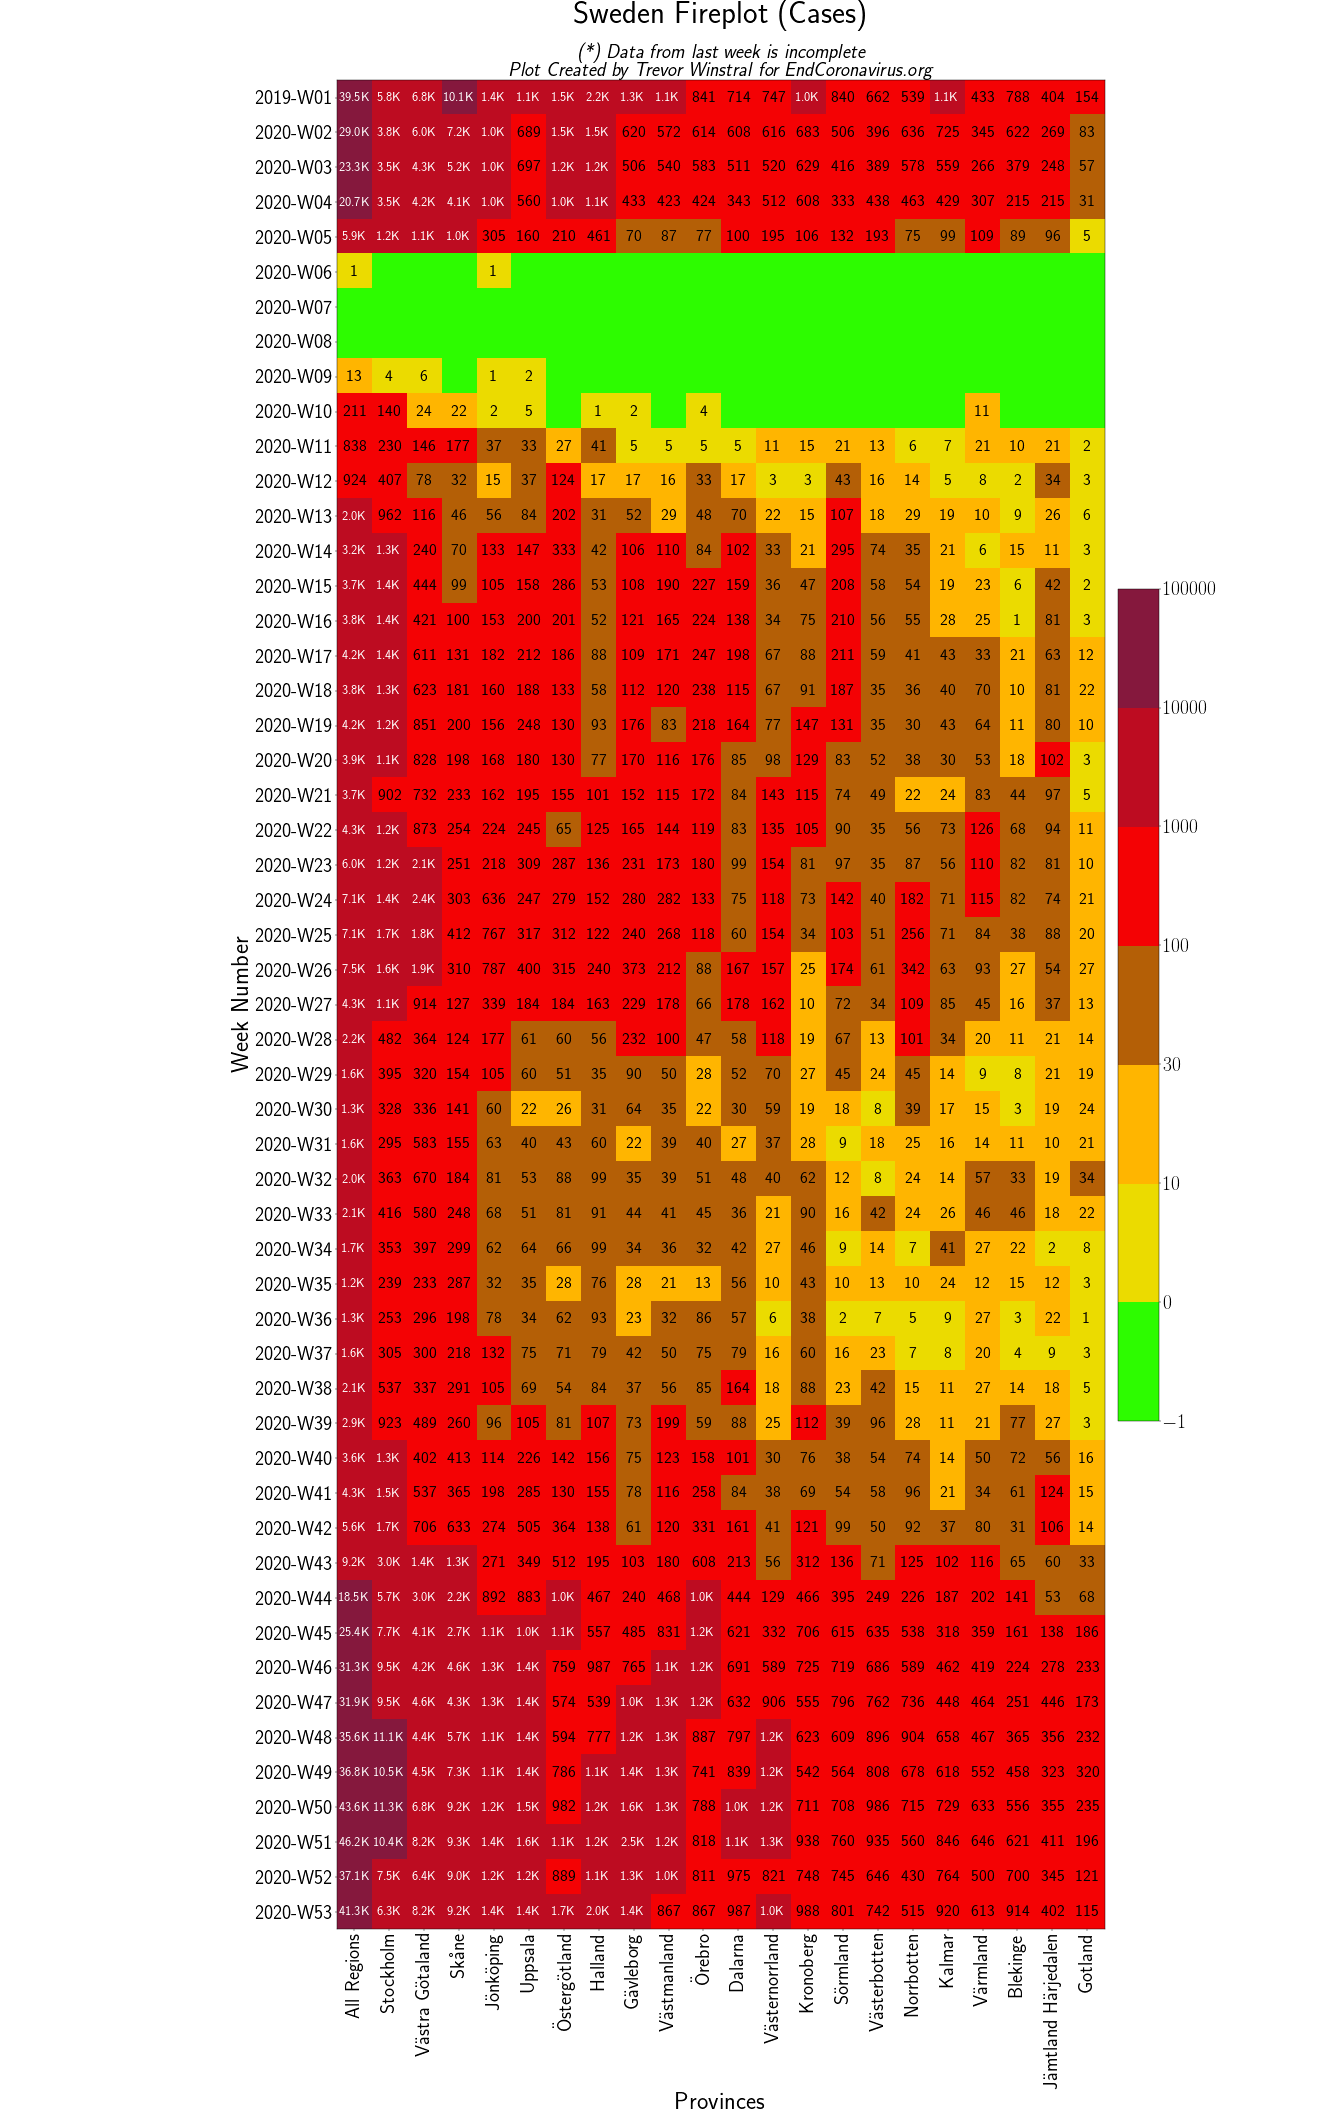 Sweden Fireplot (Cases)
(*) Data from last week is incomplete
Plot Created by Trevor Winstral for EndCoronavirus.org
2019-W01 39.5K 5.8K 6.8K 10.1K 1.4K 1.1K 1.5K 2.2K 1.3K 1.1K 841 714 747 1.0K 840 662 539 1.1K 433 788 404 154
2020-W02 29.0K 3.8K 6.0K 7.2K 1.0K 689 1.5K 1.5K 620 572 614 608 616 683 506 396 636 725 345 622 269 83
2020-W03 23.3K 3.5K 4.3K 5.2K 1.0K 697 1.2K 1.2K 506 540 583 511 520 629 416 389 578 559 266 379 248 57
2020-W04 20.7K 3.5K 4.2K 4.1K 1.0K 560 1.0K 1.1K 433 423 424 343 512 608 333 438 463 429 307 215 215 31
2020-W05 5.9K 1.2K 1.1K 1.0K 305 160 210 461 70 87 77 100 195 106 132 193 75 99 109 89 96 5
2020-W06 1 1
2020-W07
2020-W08
2020-W09 13 4 6 1 2
2020-W10 211 140 24 22 2 5 1 2 4 11
2020-W11 838 230 146 177 37 33 27 41 5 5 5 5 11 15 21 13 6 7 21 10 21 2
2020-W12 924 407 78 32 15 37 124 17 17 16 33 17 3 3 43 16 14 5 8 2 34 3
2020-W13 2.0K 962 116 46 56 84 202 31 52 29 48 70 22 15 107 18 29 19 10 9 26 6
2020-W14 3.2K 1.3K 240 70 133 147 333 42 106 110 84 102 33 21 295 74 35 21 6 15 11 3
2020-W15 3.7K 1.4K 444 99 105 158 286 53 108 190 227 159 36 47 208 58 54 19 23 6 42 2
2020-W16 3.8K 1.4K 421 100 153 200 201 52 121 165 224 138 34 75 210 56 55 28 25 1 81 3
2020-W17 4.2K 1.4K 611 131 182 212 186 88 109 171 247 198 67 88 211 59 41 43 33 21 63 12
2020-W18 3.8K 1.3K 623 181 160 188 133 58 112 120 238 115 67 91 187 35 36 40 70 10 81 22
2020-W19 4.2K 1.2K 851 200 156 248 130 93 176 83 218 164 77 147 131 35 30 43 64 11 80 10
2020-W20 3.9K 1.1K 828 198 168 180 130 77 170 116 176 85 98 129 83 52 38 30 53 18 102 3
2020-W21 3.7K 902 732 233 162 195 155 101 152 115 172 84 143 115 74 49 22 24 83 44 97 5
2020-W22 4.3K 1.2K 873 254 224 245 65 125 165 144 119 83 135 105 90 35 56 73 126 68 94 11
2020-W23 6.0K 1.2K 2.1K 251 218 309 287 136 231 173 180 99 154 81 97 35 87 56 110 82 81 10
2020-W24 7.1K 1.4K 2.4K 303 636 247 279 152 280 282 133 75 118 73 142 40 182 71 115 82 74 21
2020-W25 7.1K 1.7K 1.8K 412 767 317 312 122 240 268 118 60 154 34 103 51 256 71 84 38 88 20
2020-W26 7.5K 1.6K 1.9K 310 787 400 315 240 373 212 88 167 157 25 174 61 342 63 93 27 54 27
2020-W27 4.3K 1.1K 914 127 339 184 184 163 229 178 66 178 162 10 72 34 109 85 45 16 37 13
2020-W28 2.2K 482 364 124 177 61 60 56 232 100 47 58 118 19 67 13 101 34 20 11 21 14
2020-W29 1.6K 395 320 154 105 60 51 35 90 50 28 52 70 27 45 24 45 14 9 8 21 19
2020-W30 1.3K 328 336 141 60 22 26 31 64 35 22 30 59 19 18 8 39 17 15 3 19 24
2020-W31 1.6K 295 583 155 63 40 43 60 22 39 40 27 37 28 9 18 25 16 14 11 10 21
2020-W32 2.0K 363 670 184 81 53 88 99 35 39 51 48 40 62 12 8 24 14 57 33 19 34
2020-W33 2.1K 416 580 248 68 51 81 91 44 41 45 36 21 90 16 42 24 26 46 46 18 22
2020-W34 1.7K 353 397 299 62 64 66 99 34 36 32 42 27 46 9 14 7 41 27 22 2 8
2020-W35 1.2K 239 233 287 32 35 28 76 28 21 13 56 10 43 10 13 10 24 12 15 12 3
2020-W36 1.3K 253 296 198 78 34 62 93 23 32 86 57 6 38 2 7 5 9 27 3 22 1
2020-W37 1.6K 305 300 218 132 75 71 79 42 50 75 79 16 60 16 23 7 8 20 4 9 3
2020-W38 2.1K 537 337 291 105 69 54 84 37 56 85 164 18 88 23 42 15 11 27 14 18 5
2020-W39 2.9K 923 489 260 96 105 81 107 73 199 59 88 25 112 39 96 28 11 21 77 27 3
2020-W40 3.6K 1.3K 402 413 114 226 142 156 75 123 158 101 30 76 38 54 74 14 50 72 56 16
2020-W41 4.3K 1.5K 537 365 198 285 130 155 78 116 258 84 38 69 54 58 96 21 34 61 124 15
2020-W42 5.6K 1.7K 706 633 274 505 364 138 61 120 331 161 41 121 99 50 92 37 80 31 106 14
2020-W43 9.2K 3.0K 1.4K 1.3K 271 349 512 195 103 180 608 213 56 312 136 71 125 102 116 65 60 33
2020-W44 18.5K 5.7K 3.0K 2.2K 892 883 1.0K 467 240 468 1.0K 444 129 466 395 249 226 187 202 141 53 68
2020-W45 25.4K 7.7K 4.1K 2.7K 1.1K 1.0K 1.1K 557 485 831 1.2K 621 332 706 615 635 538 318 359 161 138 186
2020-W46 31.3K 9.5K 4.2K 4.6K 1.3K 1.4K 759 987 765 1.1K 1.2K 691 589 725 719 686 589 462 419 224 278 233
2020-W47 31.9K 9.5K 4.6K 4.3K 1.3K 1.4K 574 539 1.0K 1.3K 1.2K 632 906 555 796 762 736 448 464 251 446 173
2020-W48 35.6K 11.1K 4.4K 5.7K 1.1K 1.4K 594 777 1.2K 1.3K 887 797 1.2K 623 609 896 904 658 467 365 356 232
2020-W49 36.8K 10.5K 4.5K 7.3K 1.1K 1.4K 786 1.1K 1.4K 1.3K 741 839 1.2K 542 564 808 678 618 552 458 323 320
2020-W50 43.6K 11.3K 6.8K 9.2K 1.2K 1.5K 982 1.2K 1.6K 1.3K 788 1.0K 1.2K 711 708 986 715 729 633 556 355 235
2020-W51 46.2K 10.4K 8.2K 9.3K 1.4K 1.6K 1.1K 1.2K 2.5K 1.2K 818 1.1K 1.3K 938 760 935 560 846 646 621 411 196
2020-W52 37.1K 7.5K 6.4K 9.0K 1.2K 1.2K 889 1.1K 1.3K 1.0K 811 975 821 748 745 646 430 764 500 700 345 121
2020-W53 41.3K 6.3K 8.2K 9.2K 1.4K 1.4K 1.7K 2.0K 1.4K 867 867 987 1.0K 988 801 742 515 920 613 914 402 115
Week Number
All Regions
Stockholm
Västra Götaland
Skåne
Jönköping
Uppsala
Östergötland
Halland
Gävleborg
Västmanland
Örebro
Dalarna
Västernorrland
Kronoberg
Sörmland
Västerbotten
Norrbotten
Kalmar
Värmland
Blekinge
Jämtland Härjedalen
Gotland
Provinces
100000
10000
1000
100
30
10
0
−1